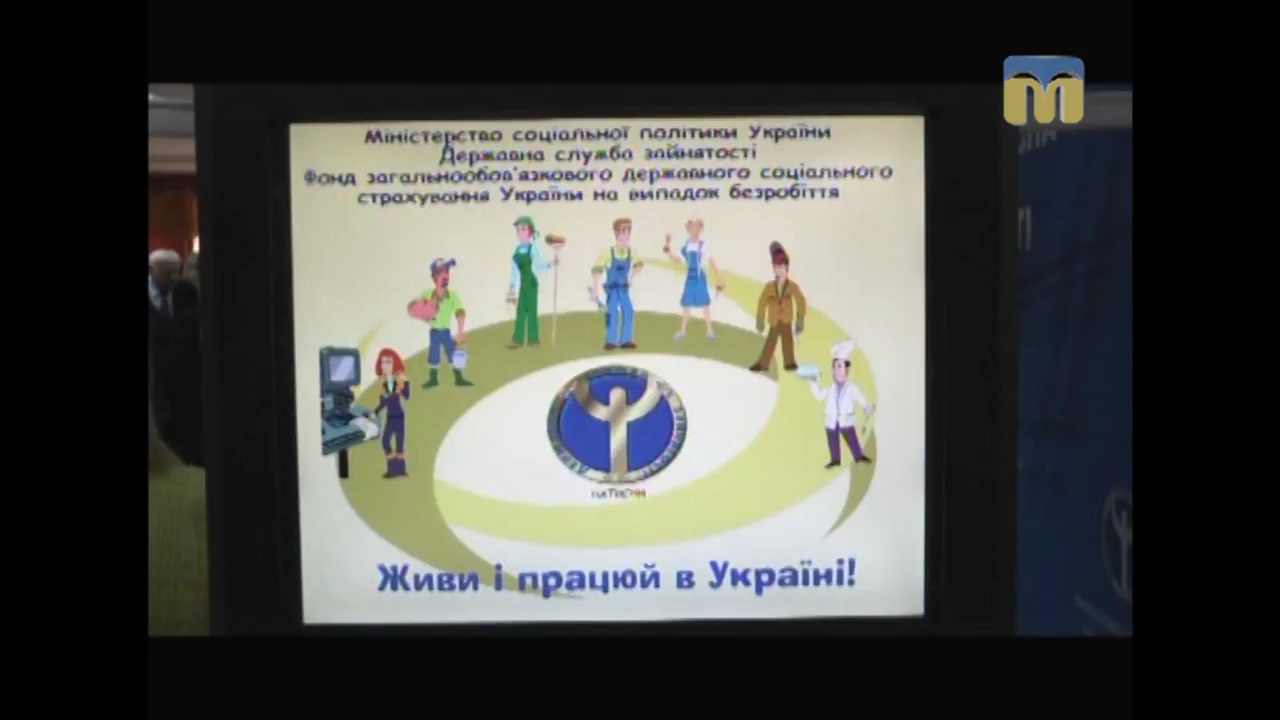 Міністерство соціальної політики України
Державна служба зайнятості
Фонд загальнообов'язкового державного соціального
страхування України на випадок безробіття
Живи і працюй в Україні!